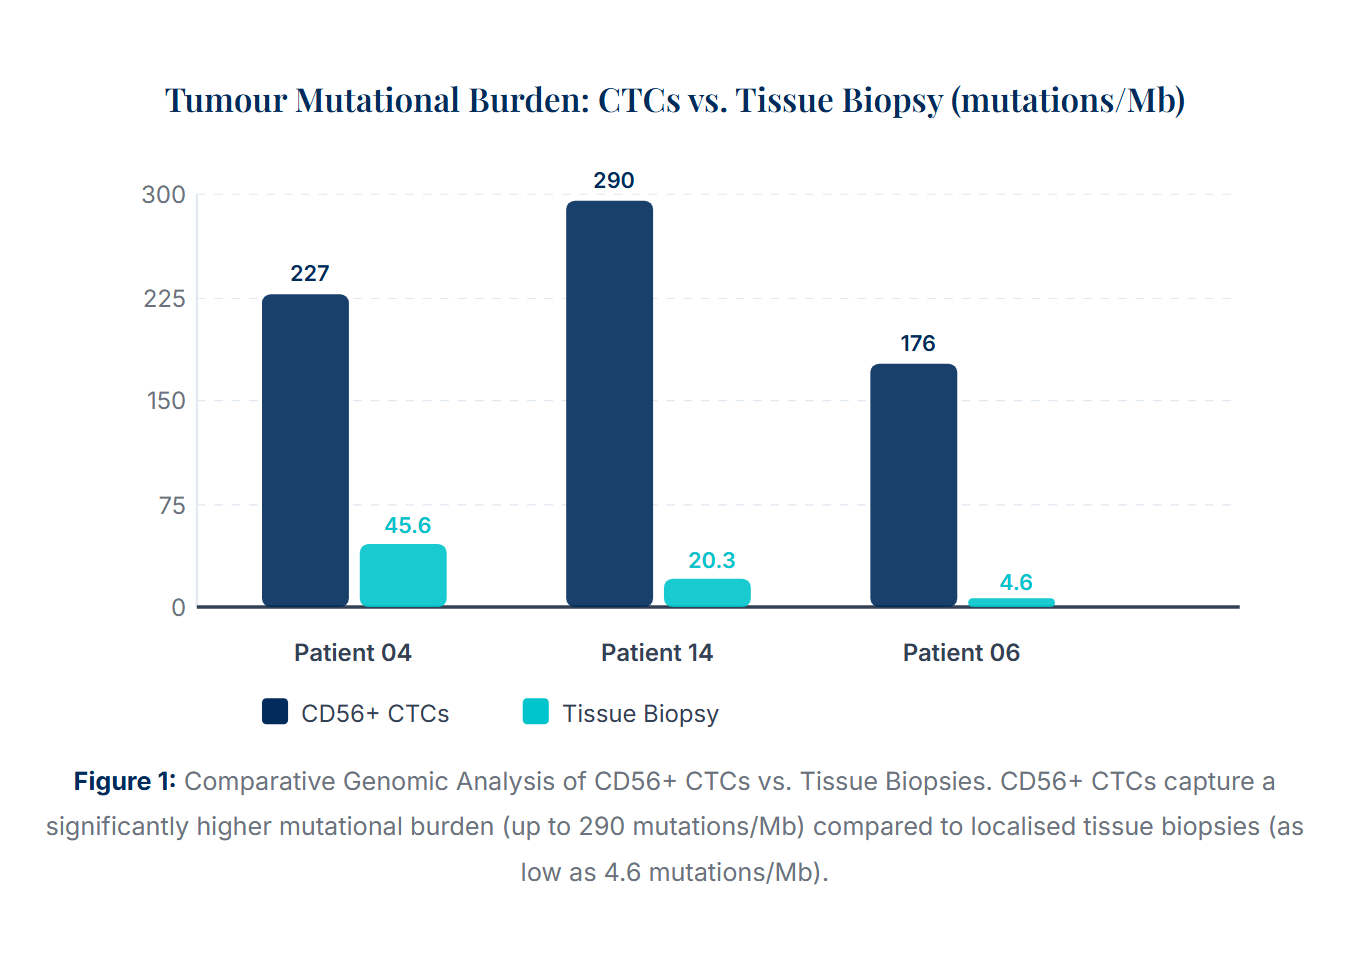 Tumour Mutational Burden: CTCs vs. Tissue Biopsy (mutations/Mb)
300
225
150
75
0
227
45.6
290
20.3
176
4.6
Patient 04
Patient 14
Patient 06
CD56+ CTCs
Tissue Biopsy
Figure 1: Comparative Genomic Analysis of CD56+ CTCs vs. Tissue Biopsies. CD56+ CTCs capture a
significantly higher mutational burden (up to 290 mutations/Mb) compared to localised tissue biopsies (as
low as 4.6 mutations/Mb).